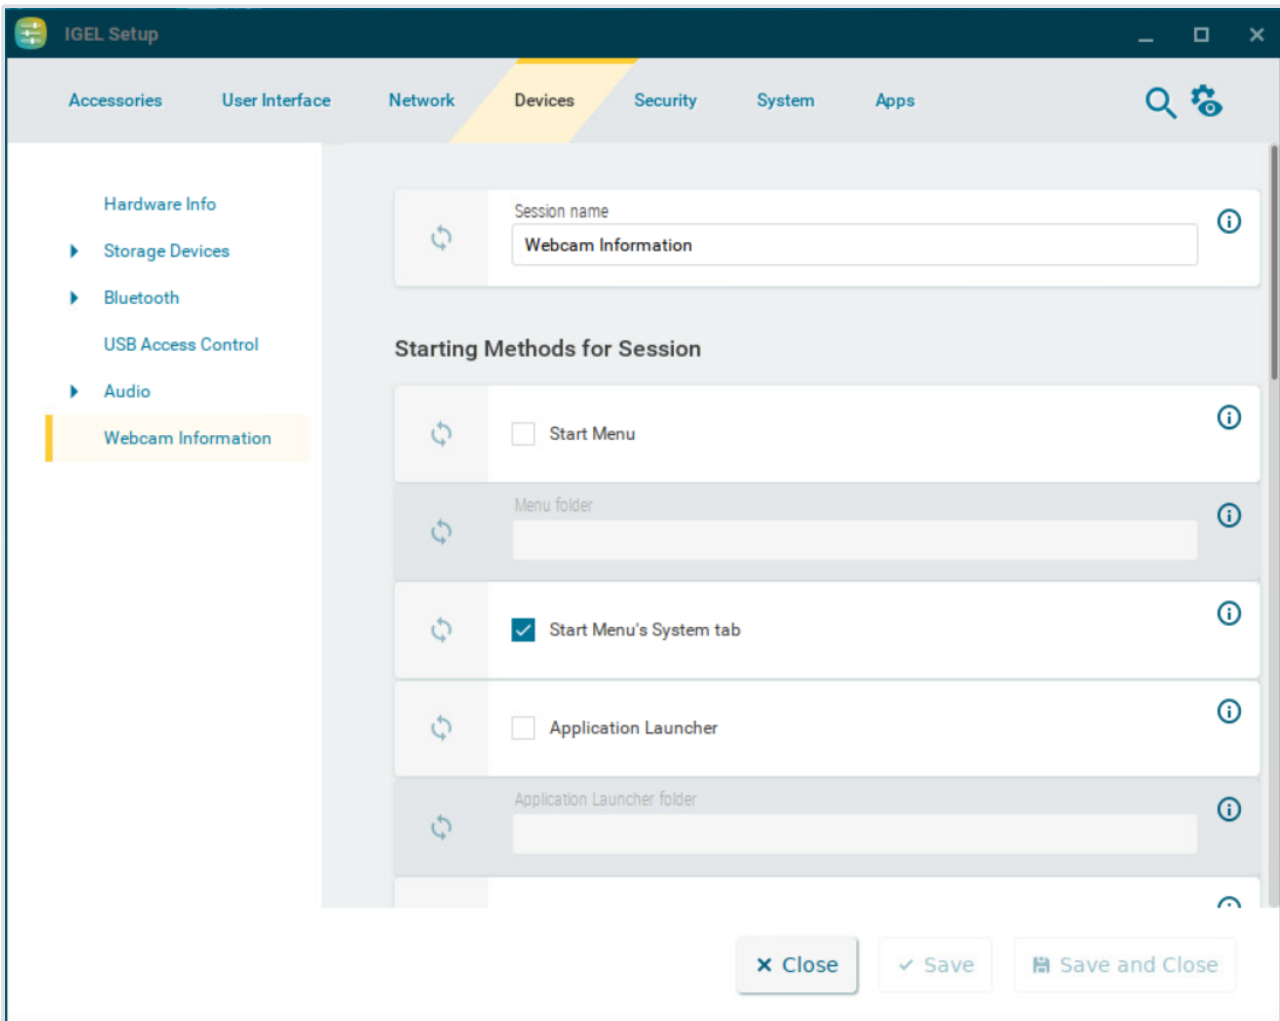 IGEL Setup
Accessories User Interface Network Devices Security System Apps
Hardware Info
Storage Devices
Bluetooth
USB Access Control
Audio
Webcam Information
Session name
Webcam Information
Starting Methods for Session
Start Menu
Menu folder
Start Menu's System tab
Application Launcher
Application Launcher folder
Close Save Save and Close